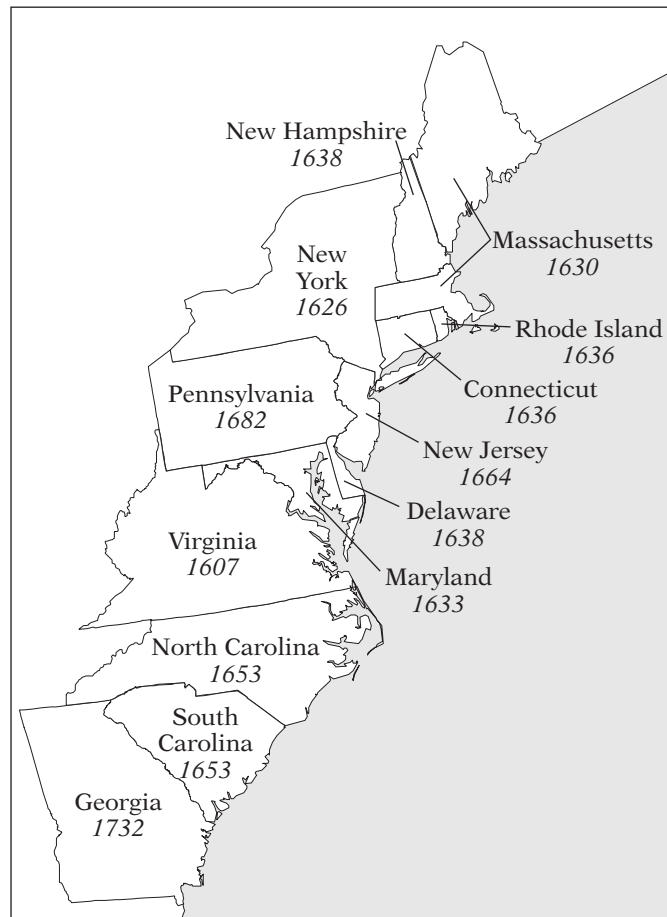 New Hampshire
1638
Massachusetts
1630
New
York
1626
Rhode Island
1636
Connecticut
1636
Pennsylvania
1682
New Jersey
1664
Delaware
1638
Virginia
1607
Maryland
1633
North Carolina
1653
South
Carolina
1653
Georgia
1732